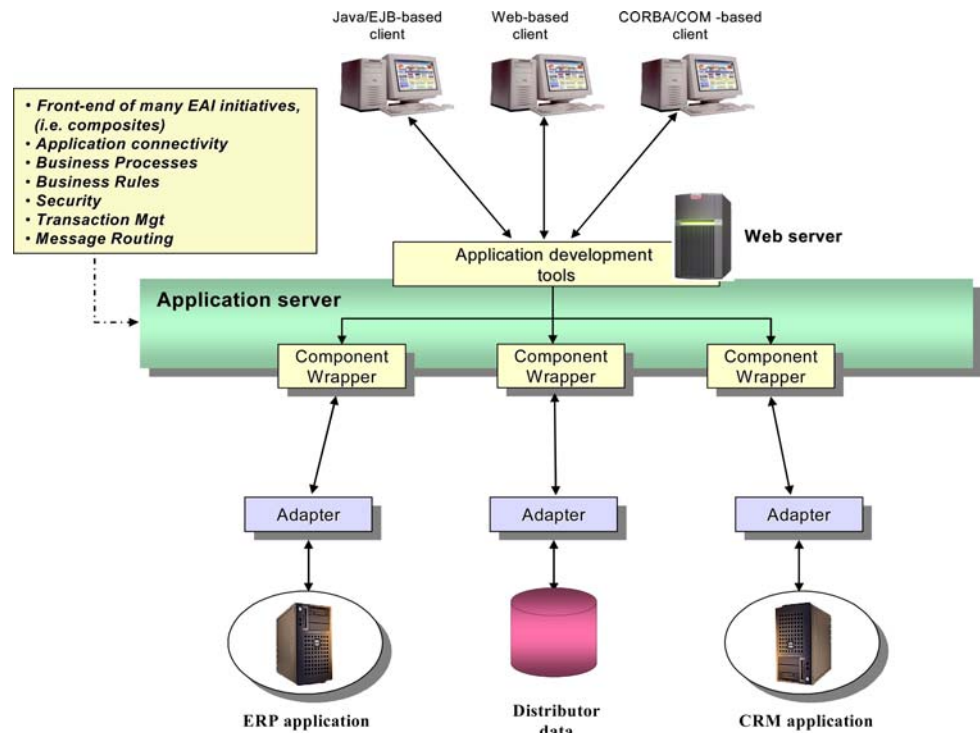 Java/EJB-based
client
Web-based
client
CORBA/COM -based
client
• Front-end of many EAI initiatives,
(i.e. composites)
• Application connectivity
• Business Processes
• Business Rules
• Security
• Transaction Mgt
• Message Routing
Web server
Application development
tools
Application server
Component
Wrapper
Component
Wrapper
Component
Wrapper
Adapter
Adapter
Adapter
ERP application
Distributor
data
CRM application